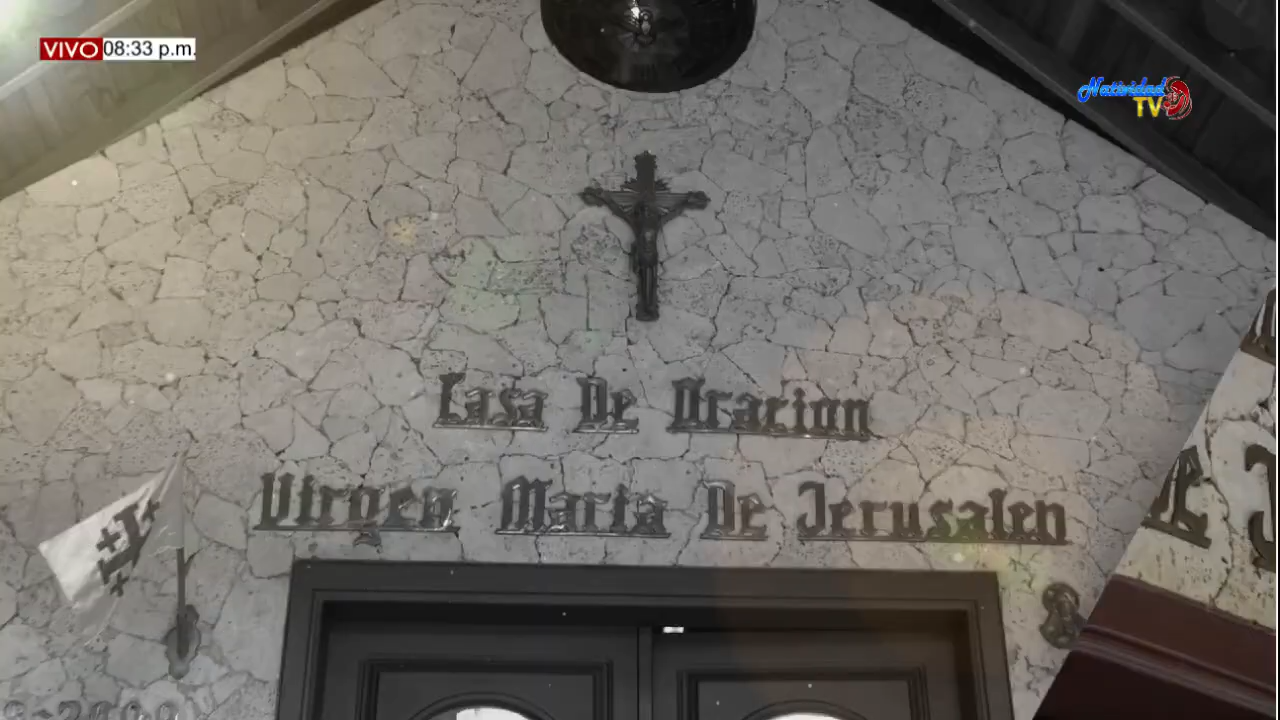 VIVO 08:33 p.m.
Natividad
TV
Casa De Oracion
Virgen Maria De Jerusalen